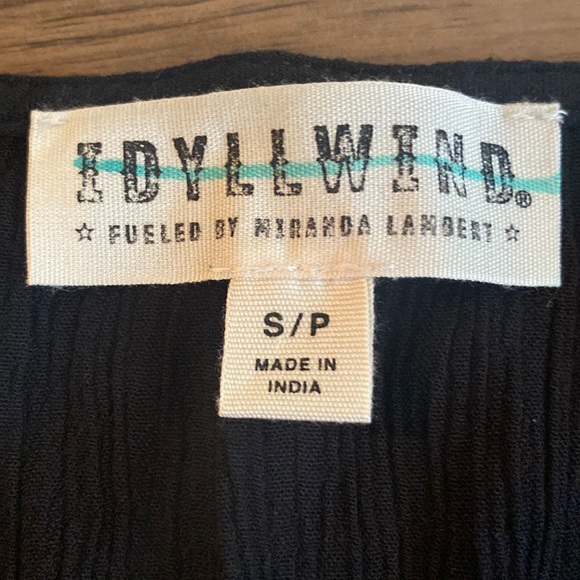 IDYLLWIND®
☆ FUELED BY MIRANDA LAMBERT ☆
S/P
MADE IN
INDIA